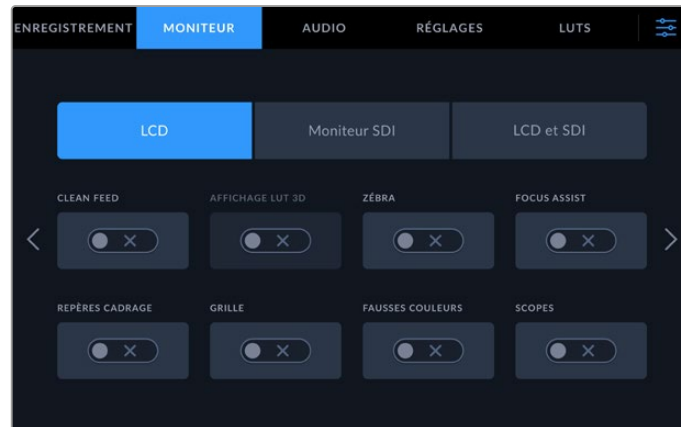 ENREGISTREMENT MONITEUR AUDIO RÉGLAGES LUTS
LCD Moniteur SDI LCD et SDI
CLEAN FEED AFFICHAGE LUT 3D ZÉBRA FOCUS ASSIST
REPÈRES CADRAGE GRILLE FAUSSES COULEURS SCOPES